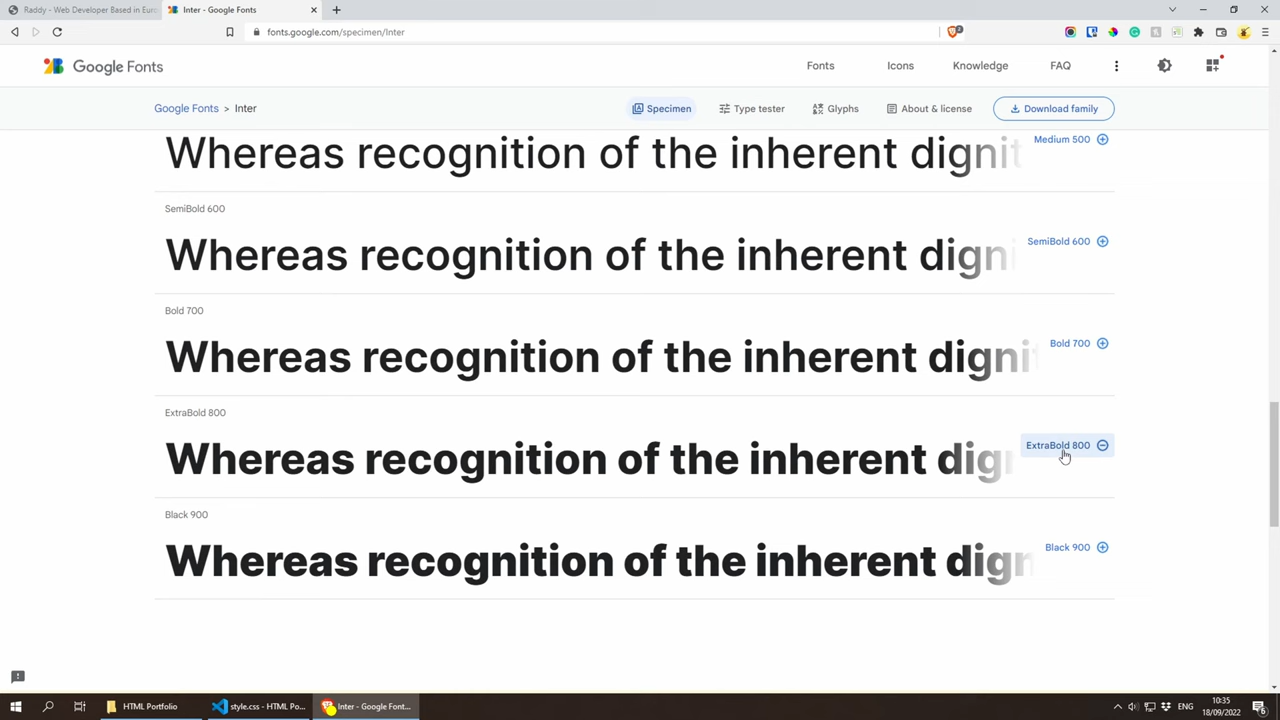 Raddy - Web Developer Based in Euro
Inter - Google Fonts
fonts.google.com/specimen/Inter
Google Fonts
Fonts
Icons
Knowledge
FAQ
Google Fonts > Inter
Specimen
Type tester
Glyphs
About & license
Download family
Whereas recognition of the inherent dignit
Medium 500
SemiBold 600
Whereas recognition of the inherent digni
SemiBold 600
Bold 700
Whereas recognition of the inherent dignit
Bold 700
ExtraBold 800
Whereas recognition of the inherent dign
ExtraBold 800
Black 900
Whereas recognition of the inherent dign
Black 900
HTML Portfolio
style.css - HTML Po...
Inter - Google Font...
ENG
10:35
18/09/2022
6